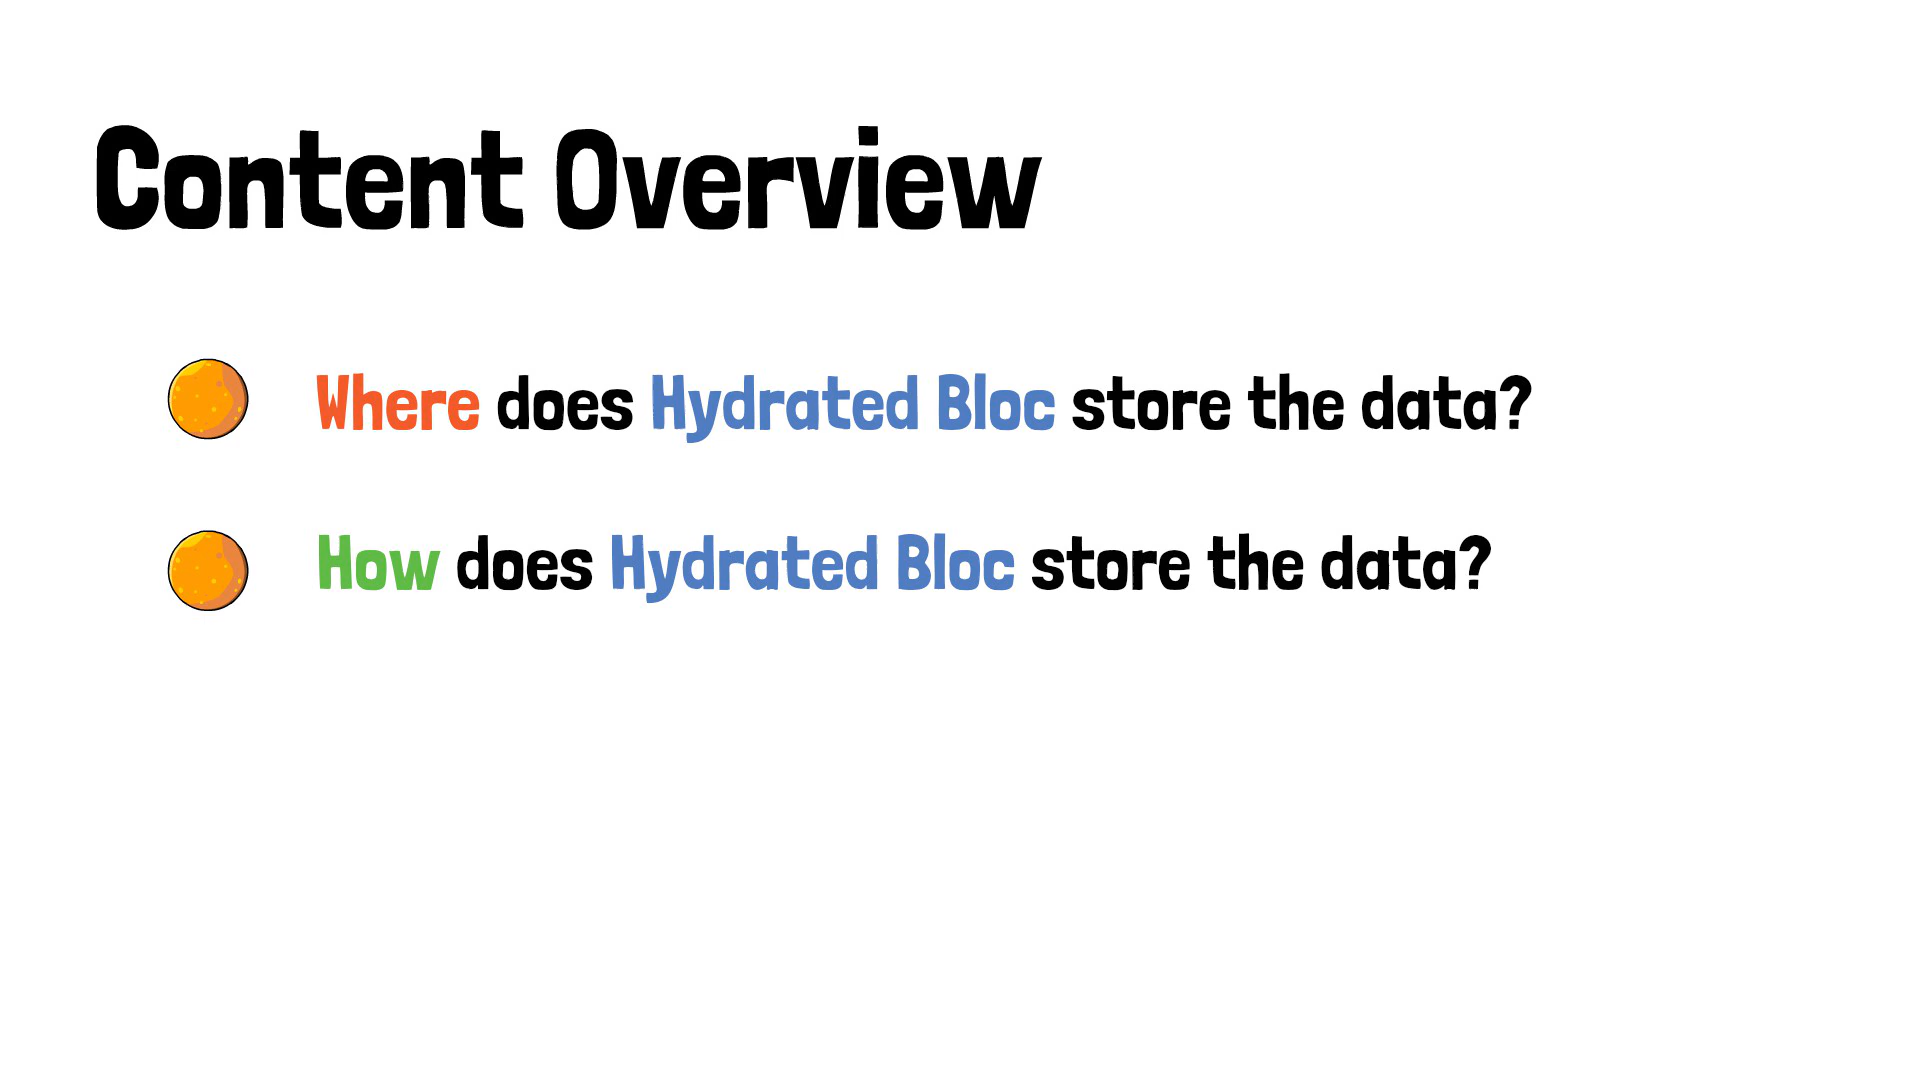 Content Overview
Where does Hydrated Bloc store the data?
How does Hydrated Bloc store the data?